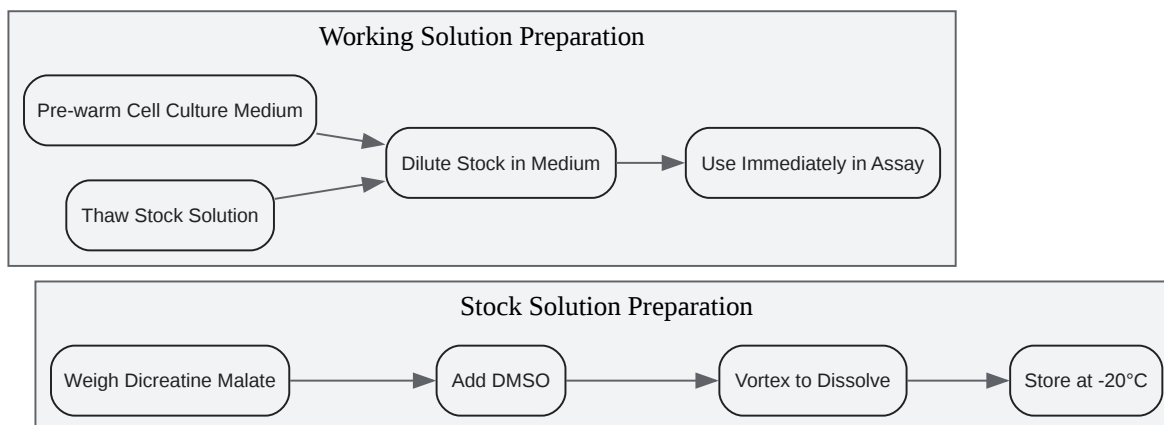 Working Solution Preparation
Pre-warm Cell Culture Medium
Thaw Stock Solution
Dilute Stock in Medium
Use Immediately in Assay
Stock Solution Preparation
Weigh Dicreatine Malate
Add DMSO
Vortex to Dissolve
Store at -20°C